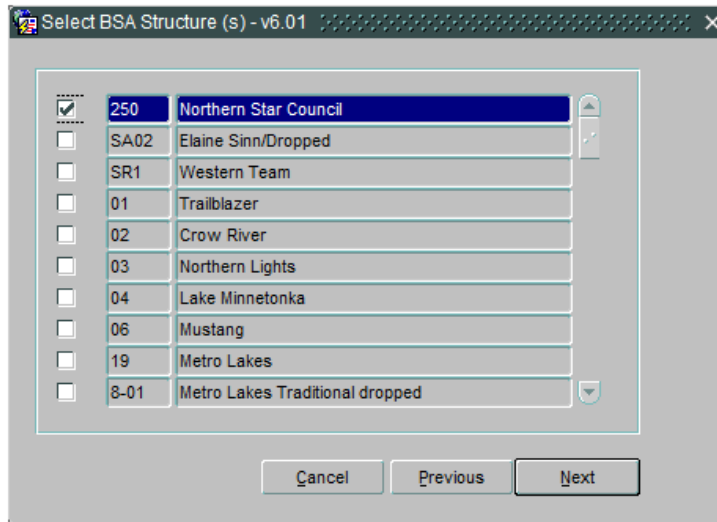 Select BSA Structure (s) - v6.01
250 Northern Star Council
SA02 Elaine Sinn/Dropped
SR1 Western Team
01 Trailblazer
02 Crow River
03 Northern Lights
04 Lake Minnetonka
06 Mustang
19 Metro Lakes
8-01 Metro Lakes Traditional dropped
Cancel Previous Next